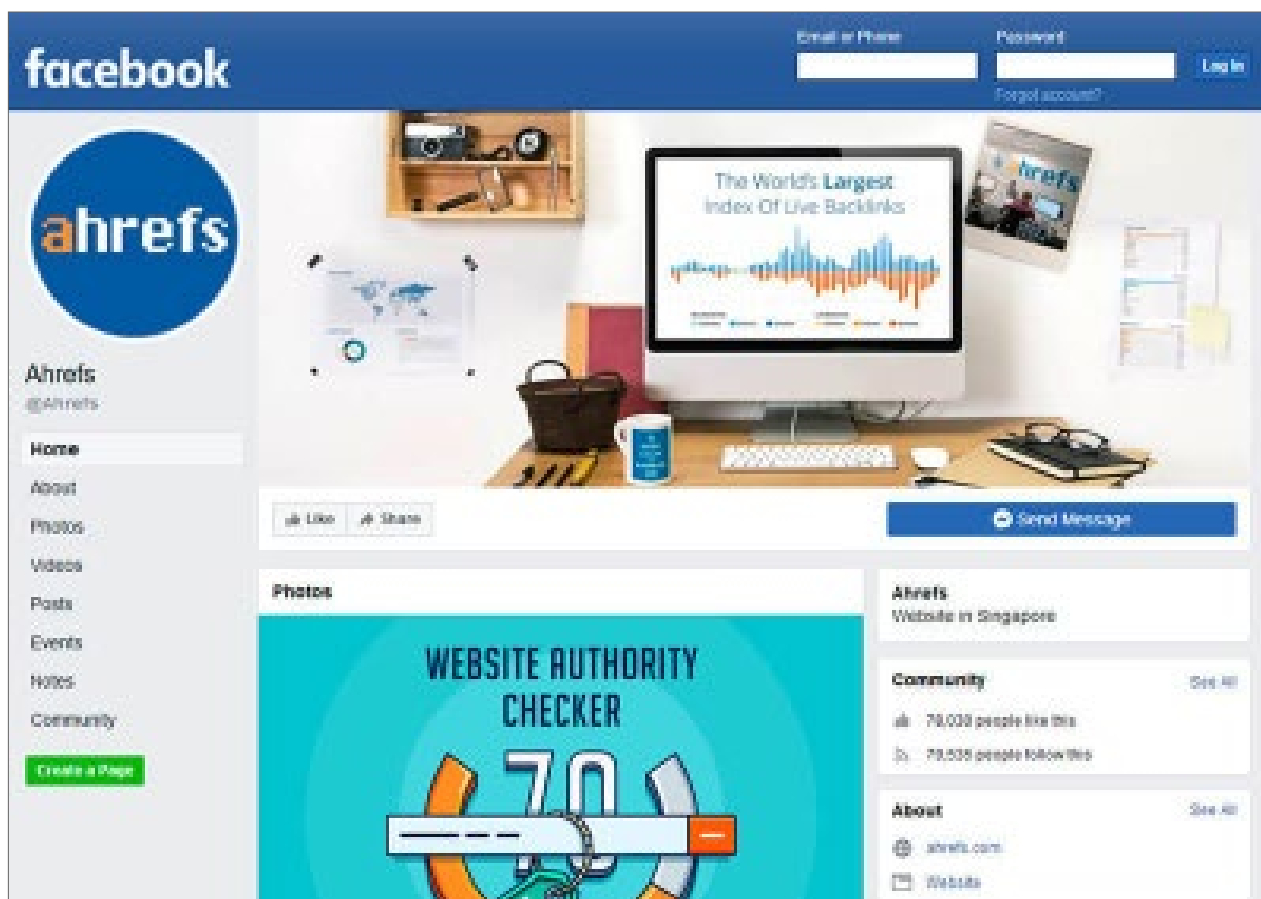 facebook
Email or Phone
Password
Log In
Forgot account?
ahrefs
The World's Largest
Index Of Live Backlinks
ahrefs
Ahrefs
@Ahrefs
Home
About
Photos
Videos
Posts
Events
Notes
Community
Create a Page
Like
Share
Send Message
Photos
WEBSITE AUTHORITY
CHECKER
70
Ahrefs
Website in Singapore
Community
See All
people like this
people follow this
About
See All
ahrefs.com
Website